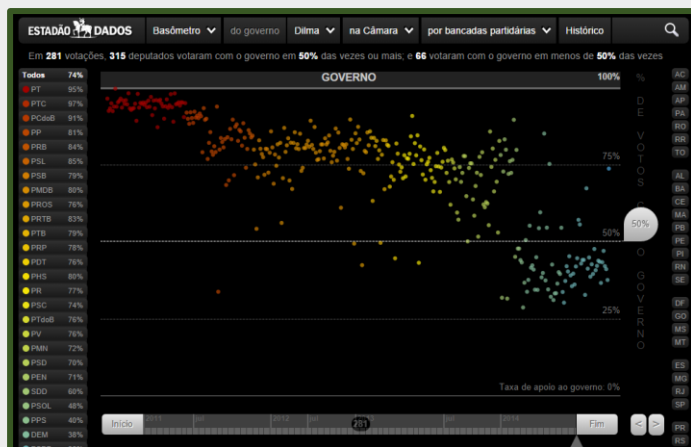 ESTADÃO DADOS Basômetro do governo Dilma na Câmara por bancadas partidárias Histórico
Em 281 votações, 315 deputados votaram com o governo em 50% das vezes ou mais; e 66 votaram com o governo em menos de 50% das vezes
Todos 74%
PT 95%
PTC 97%
PCdoB 91%
PP 81%
PRB 84%
PSL 85%
PSB 79%
PMDB 80%
PROS 76%
PRTB 83%
PTB 79%
PRP 78%
PDT 76%
PHS 80%
PR 77%
PSC 74%
PTdoB 76%
PV 76%
PMN 72%
PSD 70%
PEN 71%
SDD 60%
PSOL 48%
PPS 40%
DEM 38%
GOVERNO 100%
75%
50%
25%
Taxa de apoio ao governo: 0%
% DE VOTOS C O GOVERNO
50%
Início 2011 jul 2012 jul 281 jul 2014 Fim < >
AC
AM
AP
PA
RO
RR
TO
AL
BA
CE
MA
PB
PE
PI
RN
SE
DF
GO
MS
MT
ES
MG
RJ
SP
PR
RS